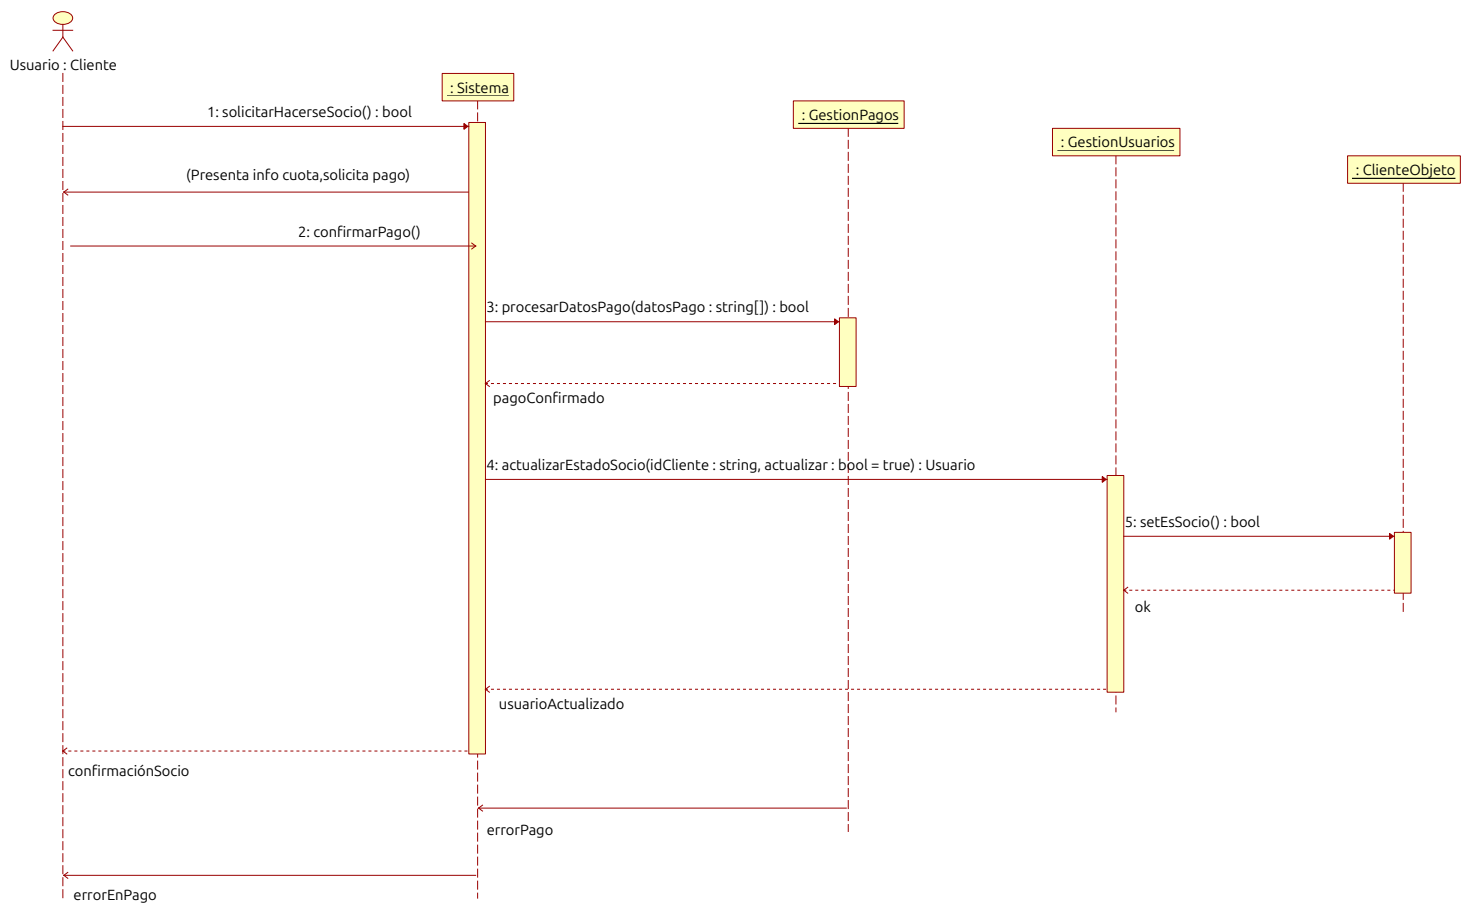 Usuario : Cliente
: Sistema
: GestionPagos
: GestionUsuarios
: ClienteObjeto
1: solicitarHacerseSocio() : bool
(Presenta info cuota,solicita pago)
2: confirmarPago()
3: procesarDatosPago(datosPago : string[]) : bool
pagoConfirmado
4: actualizarEstadoSocio(idCliente : string, actualizar : bool = true) : Usuario
5: setEsSocio() : bool
ok
usuarioActualizado
confirmaciónSocio
errorPago
errorEnPago